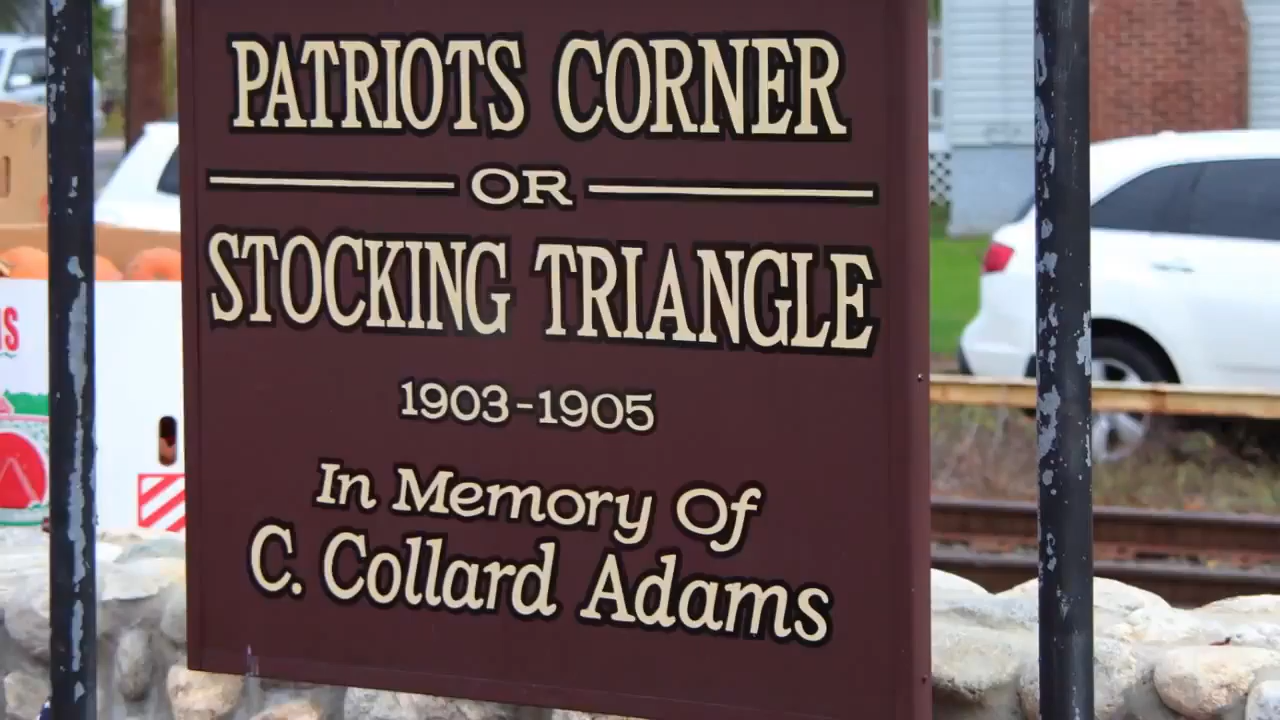 PATRIOTS CORNER
OR
STOCKING TRIANGLE
1903-1905
In Memory Of
C. Collard Adams